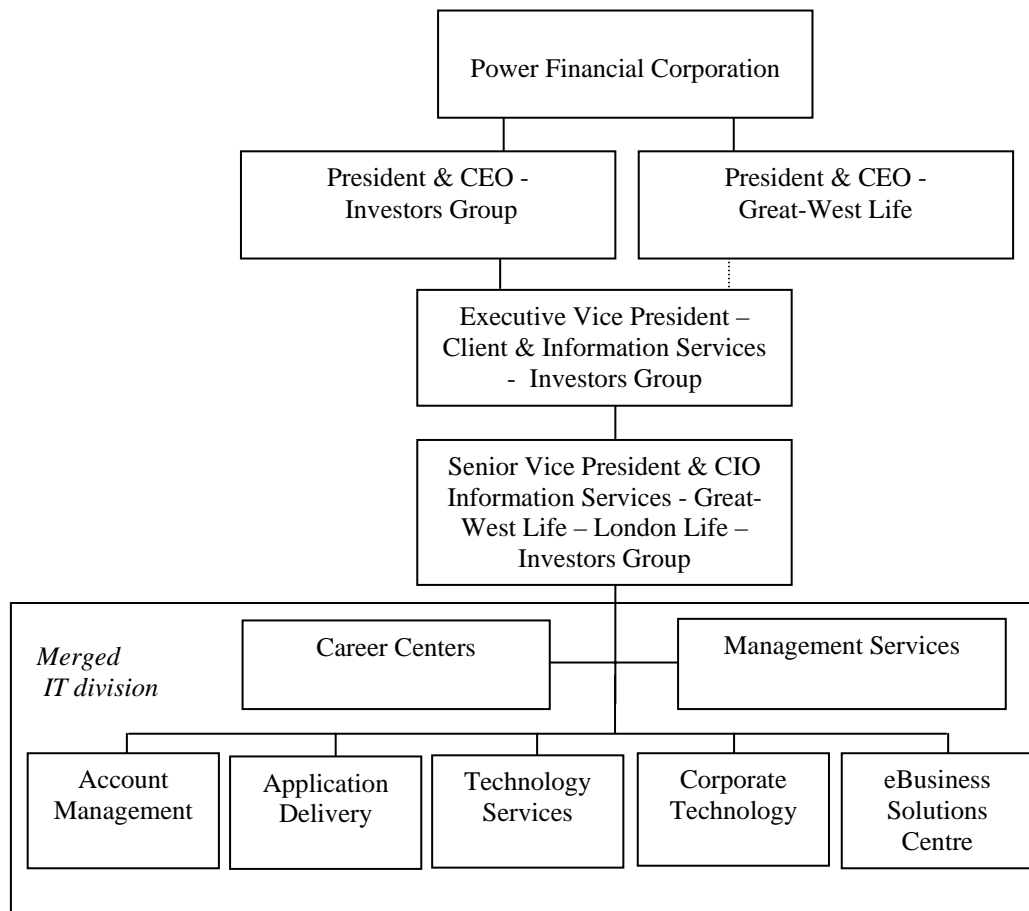 Power Financial Corporation
President & CEO -
Investors Group
President & CEO -
Great-West Life
Executive Vice President –
Client & Information Services
- Investors Group
Senior Vice President & CIO
Information Services - Great-
West Life – London Life –
Investors Group
Merged
IT division
Career Centers
Management Services
Account
Management
Application
Delivery
Technology
Services
Corporate
Technology
eBusiness
Solutions
Centre